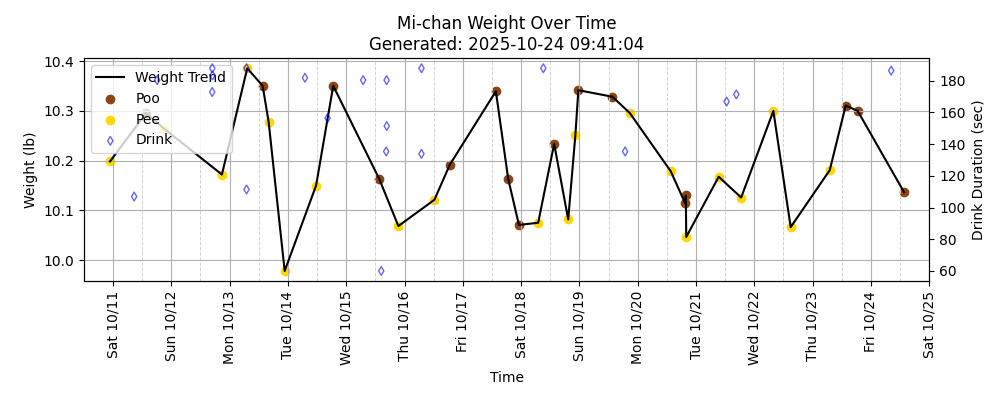 Mi-chan Weight Over Time
Generated: 2025-10-24 09:41:04
Weight (lb)
10.4
10.3
10.2
10.1
10.0
Weight Trend
Poo
Pee
Drink
180
160
140
120
100
80
60
Drink Duration (sec)
Sat 10/11
Sun 10/12
Mon 10/13
Tue 10/14
Wed 10/15
Thu 10/16
Fri 10/17
Sat 10/18
Sun 10/19
Mon 10/20
Tue 10/21
Wed 10/22
Thu 10/23
Fri 10/24
Sat 10/25
Time